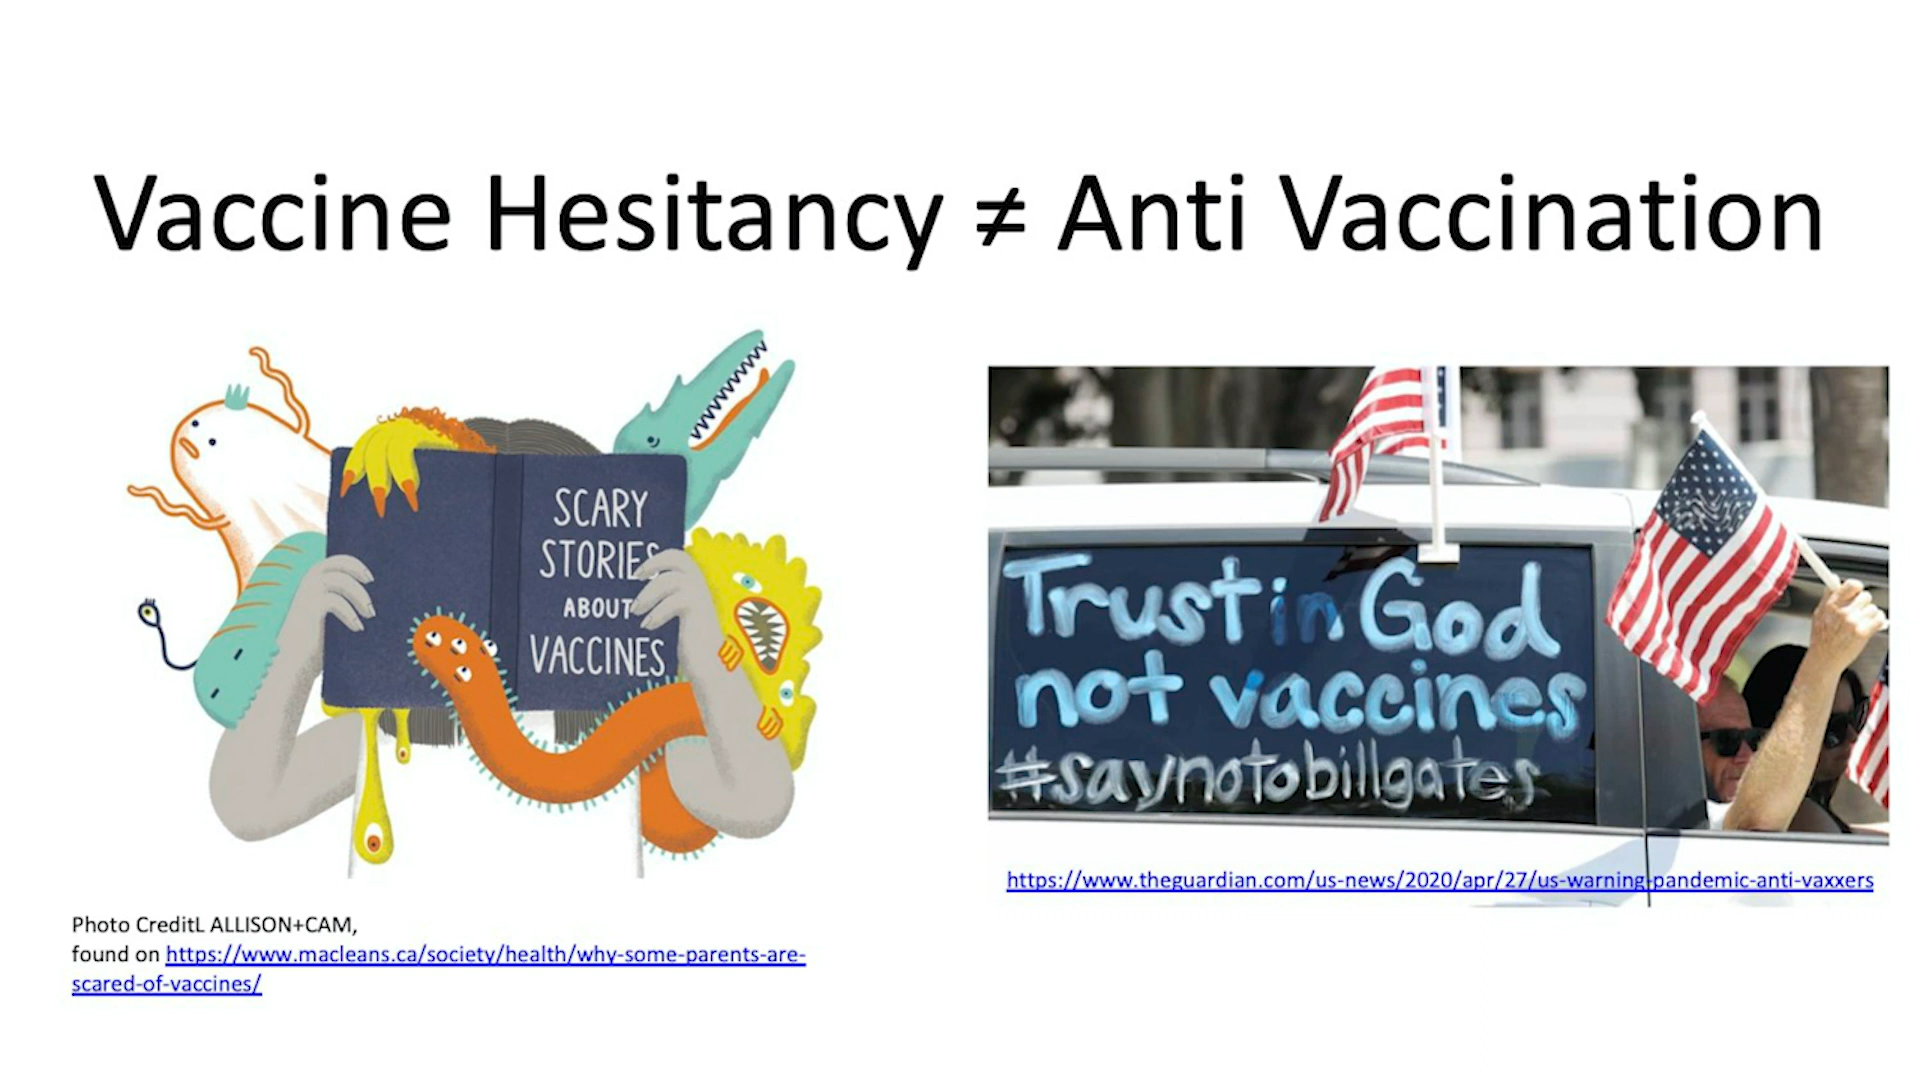 Vaccine Hesitancy ≠ Anti Vaccination
SCARY
STORIES
ABOUT
VACCINES
Trust in God
not vaccines
#saynotobillgates
https://www.theguardian.com/us-news/2020/apr/27/us-warning-pandemic-anti-vaxxers
Photo CreditL ALLISON+CAM,
found on https://www.macleans.ca/society/health/why-some-parents-are-
scared-of-vaccines/